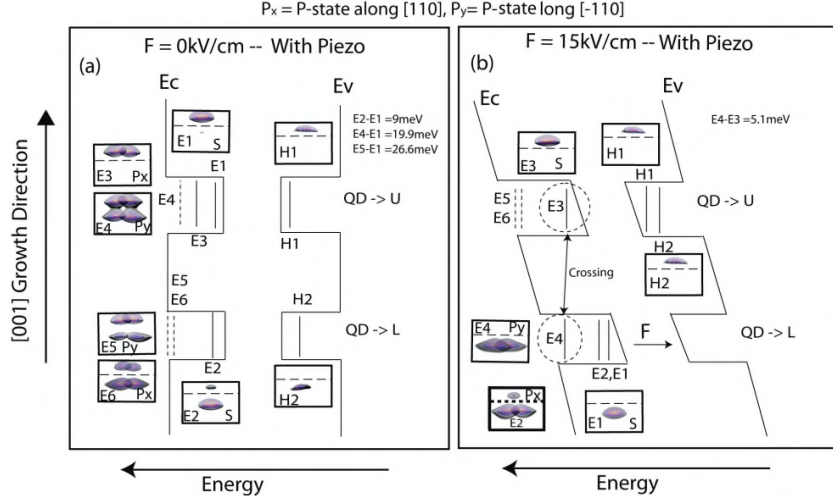 Px = P-state along [110], Py= P-state long [-110]
F = 0kV/cm -- With Piezo
(a)
Ec
Ev
E1 S
H1
E2-E1 =9meV
E4-E1 =19.9meV
E5-E1 =26.6meV
E1
E3 Px
E4 Py
E4
E3
H1
QD -> U
E5
E6
H2
QD -> L
E5 Py
E6 Px
E2
E2 S
H2
[001] Growth Direction
Energy
F = 15kV/cm -- With Piezo
(b)
Ec
Ev
E4-E3 =5.1meV
E3 S
H1
H1
E5
E6
E3
QD -> U
H2
H2
Crossing
E4 Py
E4
F
QD -> L
E2,E1
Px
E2
E1 S
Energy